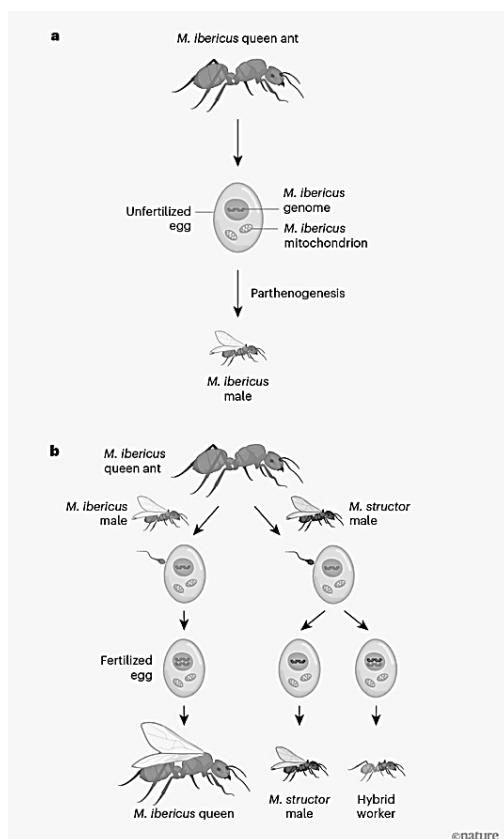 a
M. ibericus queen ant
Unfertilized
egg
M. ibericus
genome
M. ibericus
mitochondrion
Parthenogenesis
M. ibericus
male
b
M. ibericus
queen ant
M. ibericus
male
M. structor
male
Fertilized
egg
M. ibericus queen
M. structor
male
Hybrid
worker
©nature